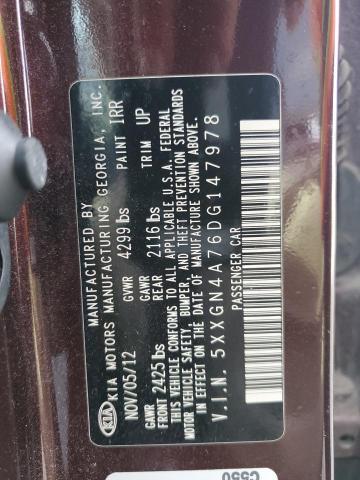 KIA
MANUFACTURED BY
KIA MOTORS MANUFACTURING GEORGIA, INC.
NOV/05/12 GVWR 4299 lbs PAINT IRR
GAWR FRONT 2425 lbs GAWR REAR 2116 lbs TRIM UP
THIS VEHICLE CONFORMS TO ALL APPLICABLE U.S.A. FEDERAL
MOTOR VEHICLE SAFETY, BUMPER, AND THEFT PREVENTION STANDARDS
IN EFFECT ON THE DATE OF MANUFACTURE SHOWN ABOVE.
V.I.N. 5XXGN4A76DG147978
PASSENGER CAR
C550